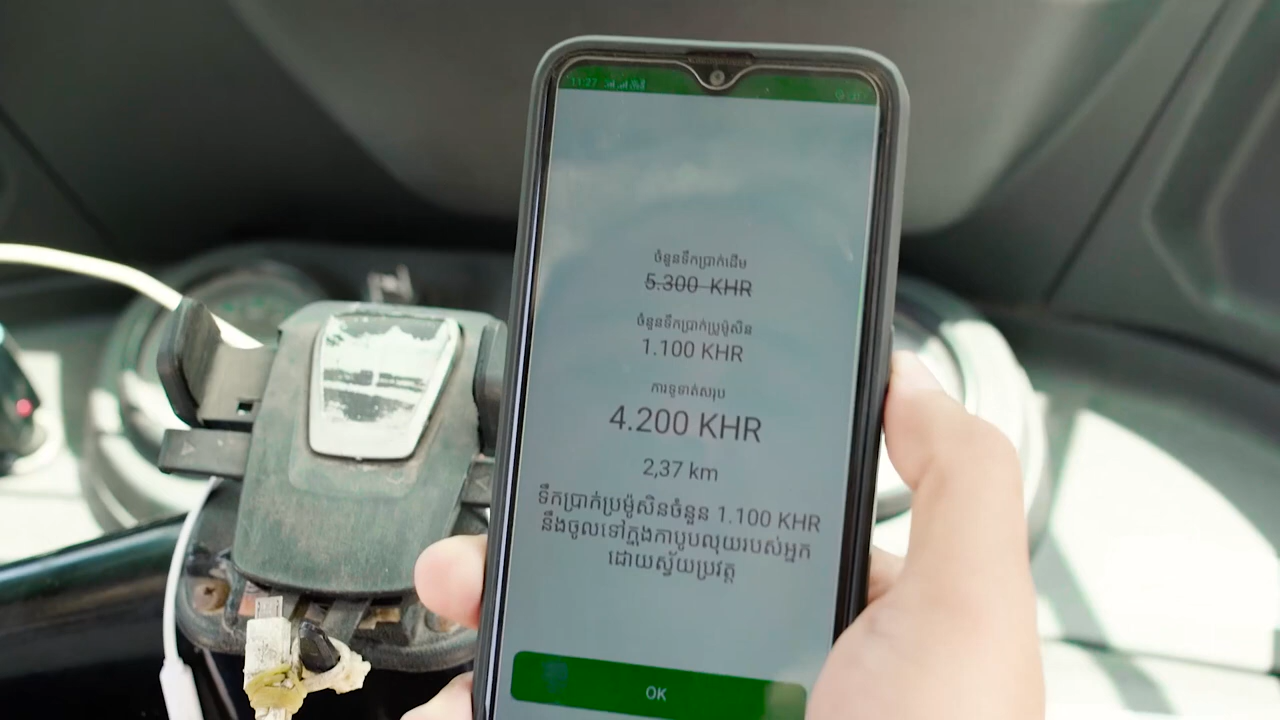 11:27
ចំនួនទឹកប្រាក់ដើម
5.300 KHR
ចំនួនទឹកប្រាក់ប្រូម៉ូសិន
1.100 KHR
ការទូទាត់សរុប
4.200 KHR
2,37 km
ទឹកប្រាក់ប្រម៉ូសិនចំនួន 1.100 KHR
នឹងចូលទៅក្នុងកាបូបលុយរបស់អ្នក
ដោយស្វ័យប្រវត្ត
OK